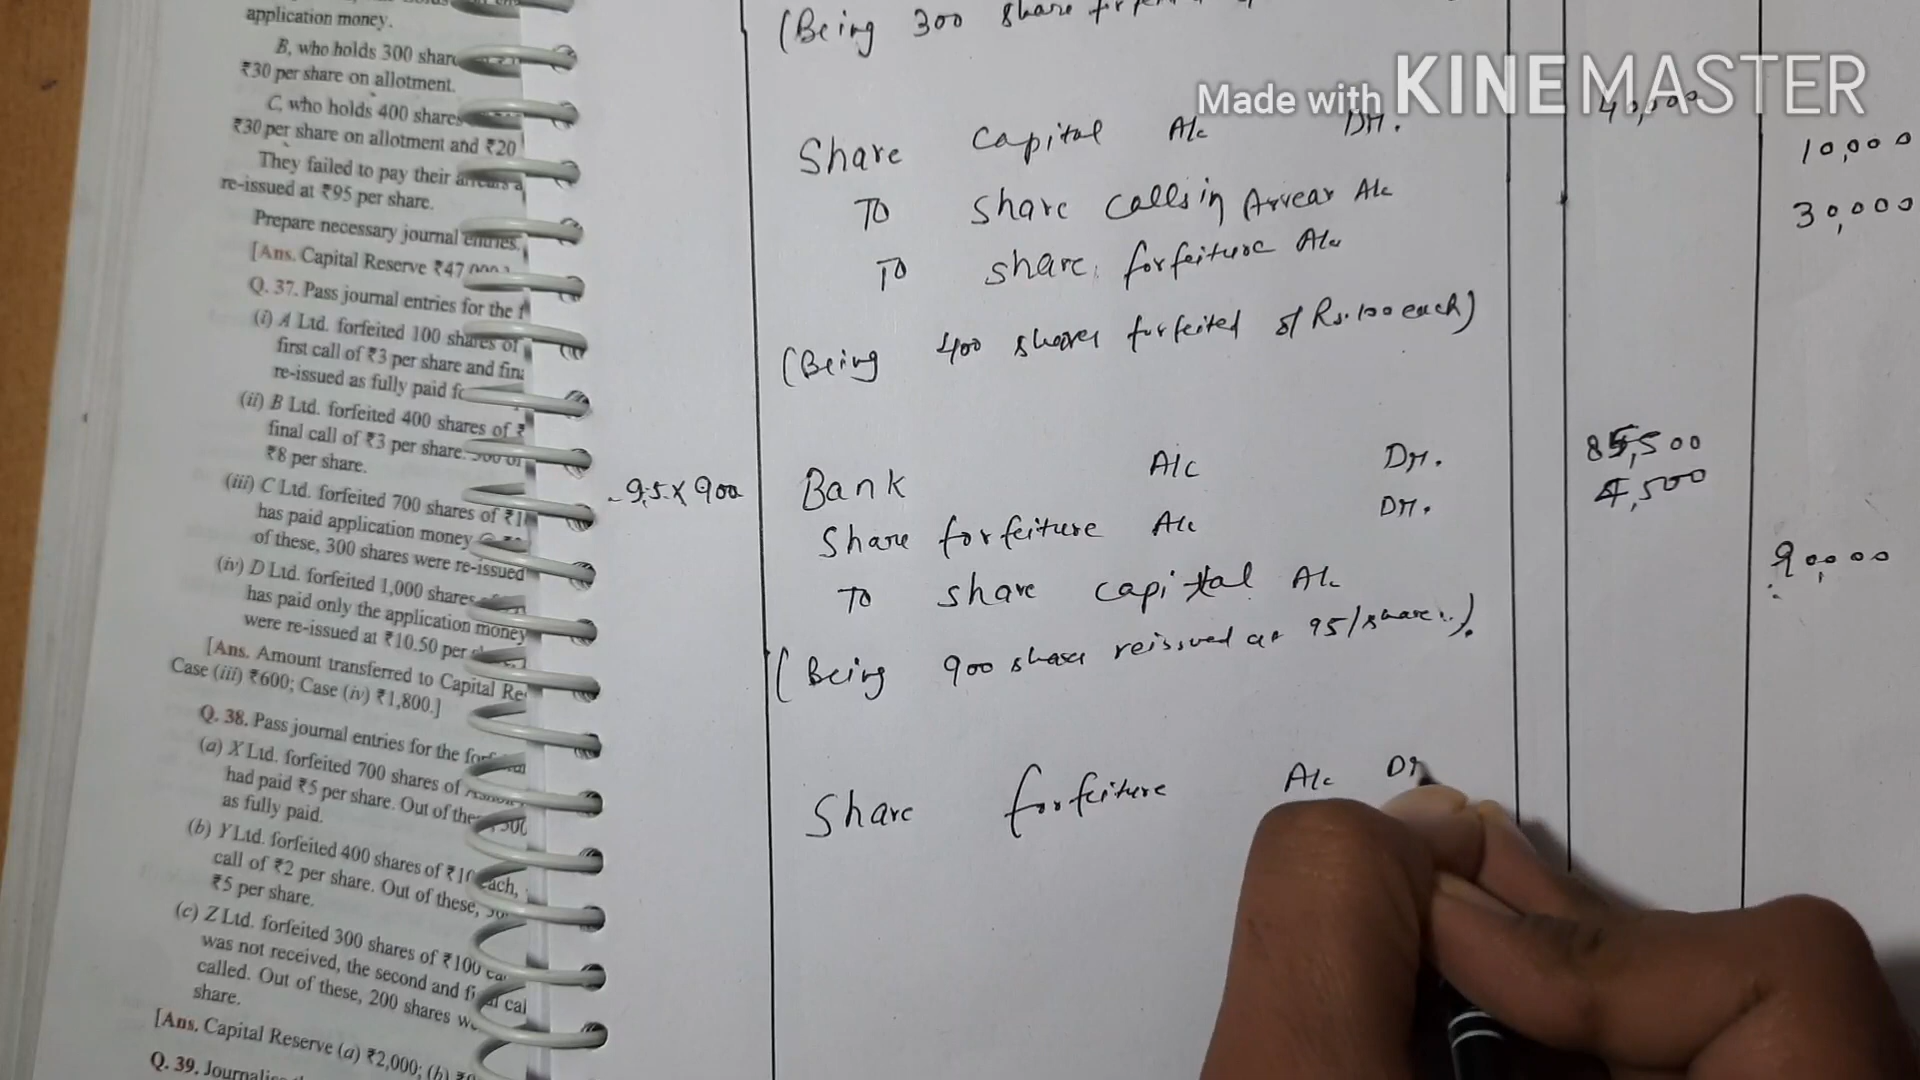 application money.
B, who holds 300 shar
₹30 per share on allotment.
C, who holds 400 shares
₹30 per share on allotment and ₹20
They failed to pay their arrears a
re-issued at ₹95 per share.
Prepare necessary journal entries.
[Ans. Capital Reserve ₹47,000.]
Q. 37. Pass journal entries for the f
(i) A Ltd. forfeited 100 shares of
first call of ₹3 per share and fina
re-issued as fully paid fo
(ii) B Ltd. forfeited 400 shares of ₹
final call of ₹3 per share. 300 of
₹8 per share.
(iii) C Ltd. forfeited 700 shares of ₹1
has paid application money
of these, 300 shares were re-issued
(iv) D Ltd. forfeited 1,000 shares
has paid only the application money
were re-issued at ₹10.50 per
[Ans. Amount transferred to Capital Re
Case (iii) ₹600; Case (iv) ₹1,800.]
Q. 38. Pass journal entries for the forf
(a) X Ltd. forfeited 700 shares of
had paid ₹5 per share. Out of the
as fully paid.
(b) Y Ltd. forfeited 400 shares of ₹10 each,
call of ₹2 per share. Out of these,
₹5 per share.
(c) Z Ltd. forfeited 300 shares of ₹100
was not received, the second and fi al cal
called. Out of these, 200 shares w
share.
[Ans. Capital Reserve (a) ₹2,000; (b)
Q. 39. Journalise
(Being 300 share
Made with KINEMASTER
Share Capital A/c Dr. 40,000
To share calls in Arrear A/c 10,000
To share forfeiture A/c 30,000
(Being 400 shares forfeited of Rs.100 each)
95 x 900
Bank A/c Dr. 85,500
Share forfeiture A/c Dr. 4,500
To share capital A/c 90,000
(Being 900 shares reissued at 95/share.)
Share forfeiture A/c Dr